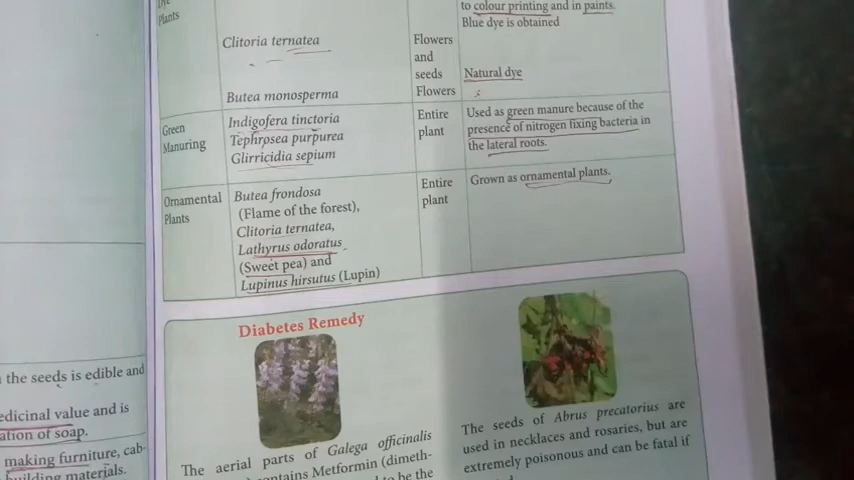 Dye
Plants
to colour printing and in paints.
Blue dye is obtained
Clitoria ternatea
Flowers
and
seeds
Flowers
Natural dye
Butea monosperma
Green
Manuring
Indigofera tinctoria
Tephrosea purpurea
Glirricidia sepium
Entire
plant
Used as green manure because of the
presence of nitrogen fixing bacteria in
the lateral roots.
Ornamental
Plants
Butea frondosa
(Flame of the forest),
Clitoria ternatea,
Lathyrus odoratus
(Sweet pea) and
Lupinus hirsutus (Lupin)
Entire
plant
Grown as ornamental plants.
the seeds is edible and
edicinal value and is
ation of soap.
making furniture, cab-
building materials.
Diabetes Remedy
The aerial parts of Galega officinalis
contains Metformin (dimeth-
to be the
The seeds of Abrus precatorius are
used in necklaces and rosaries, but are
extremely poisonous and can be fatal if